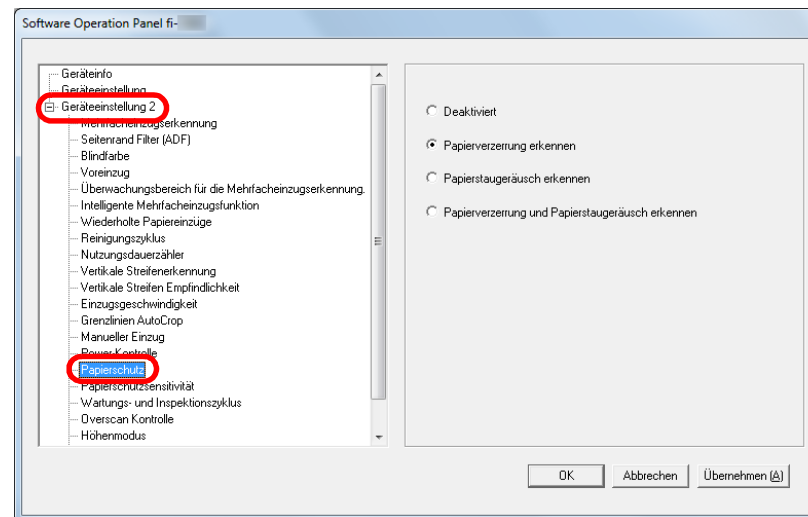 Software Operation Panel fi-
Geräteinfo
Geräteeinstellung
Geräteeinstellung 2
Mehrfacheinzugserkennung
Seitenrand Filter (ADF)
Blindfarbe
Voreinzug
Überwachungsbereich für die Mehrfacheinzugserkennung.
Intelligente Mehrfacheinzugsfunktion
Wiederholte Papiereinzüge
Reinigungszyklus
Nutzungsdauerzähler
Vertikale Streifenerkennung
Vertikale Streifen Empfindlichkeit
Einzugsgeschwindigkeit
Grenzlinien AutoCrop
Manueller Einzug
Power-Kontrolle
Papierschutz
Papierschutzsensitivität
Wartungs- und Inspektionszyklus
Overscan Kontrolle
Höhenmodus
Deaktiviert
Papierverzerrung erkennen
Papierstaugeräusch erkennen
Papierverzerrung und Papierstaugeräusch erkennen
OK
Abbrechen
Übernehmen (A)